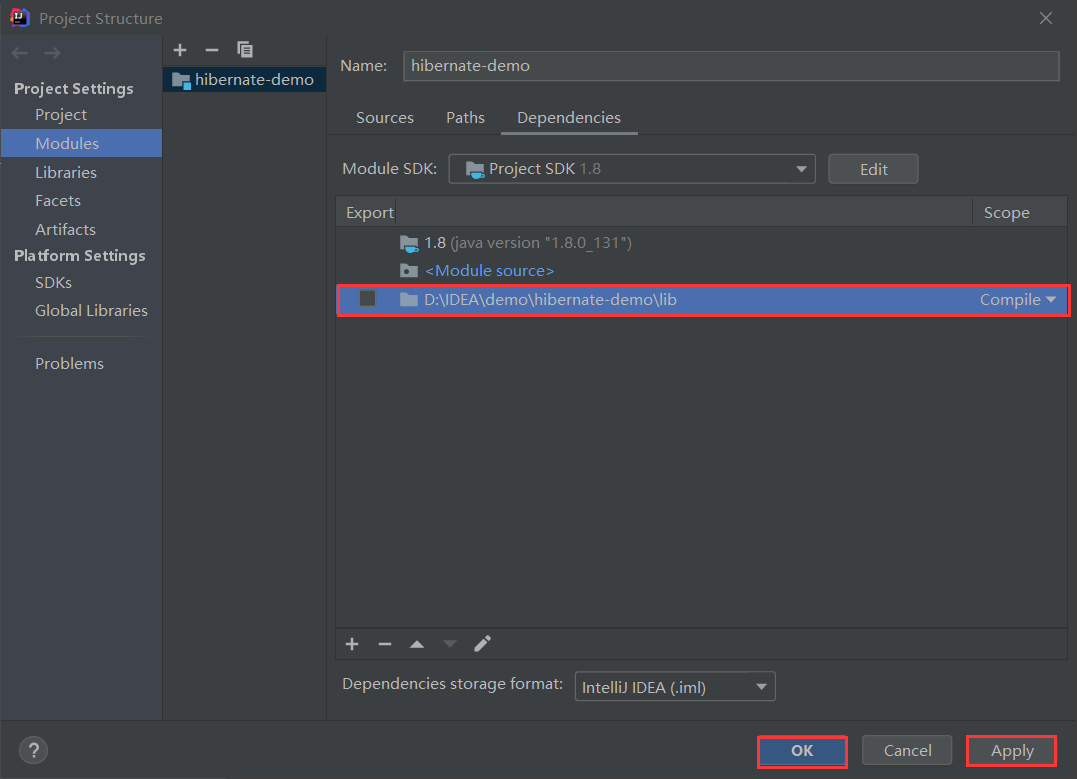 Project Structure
Project Settings
Project
Modules
Libraries
Facets
Artifacts
Platform Settings
SDKs
Global Libraries
Problems
hibernate-demo
Name: hibernate-demo
Sources Paths Dependencies
Module SDK: Project SDK 1.8 Edit
Export Scope
1.8 (java version "1.8.0_131")
<Module source>
D:\IDEA\demo\hibernate-demo\lib Compile
Dependencies storage format: IntelliJ IDEA (.iml)
? OK Cancel Apply